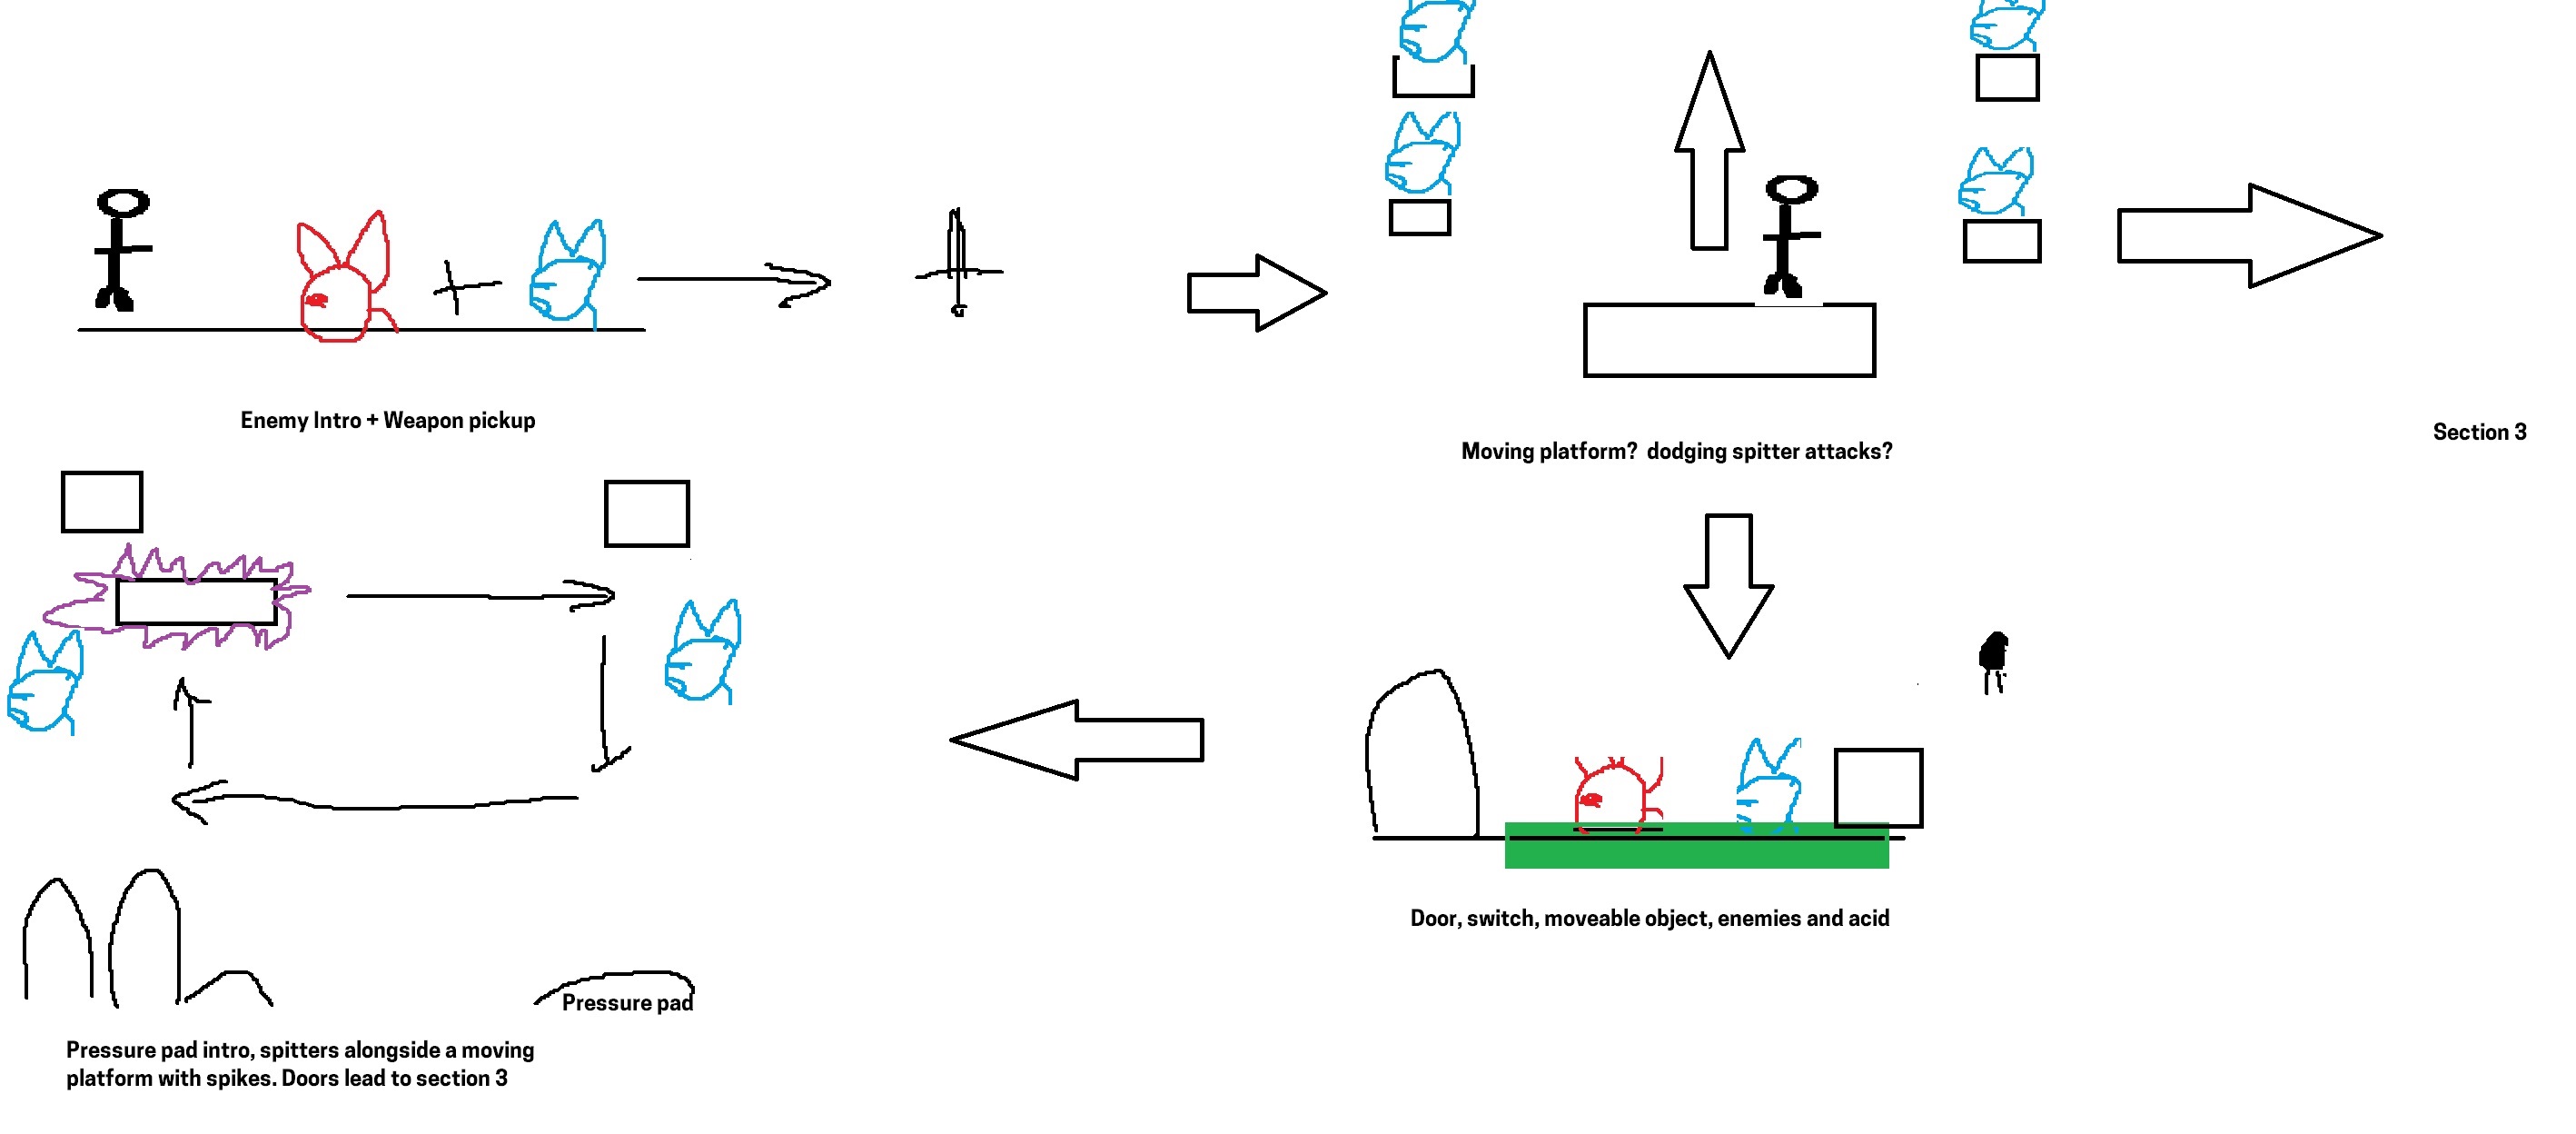 Enemy Intro + Weapon pickup
Moving platform?  dodging spitter attacks?
Section 3
Door, switch, moveable object, enemies and acid
Pressure pad
Pressure pad intro, spitters alongside a moving
platform with spikes. Doors lead to section 3